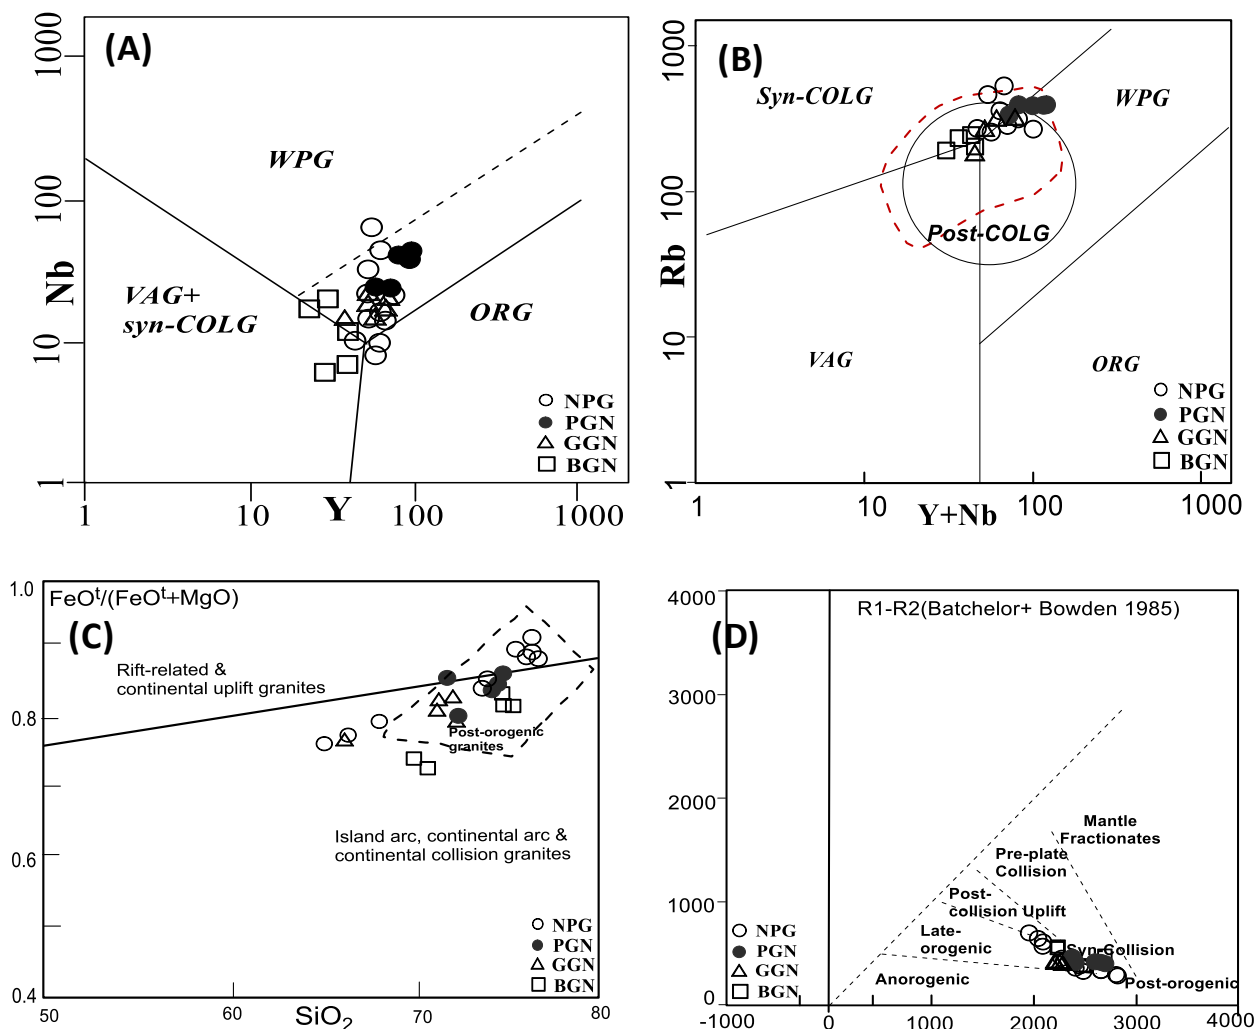 (A)
1000
100
10
1
Nb
WPG
VAG+
syn-COLG
ORG
NPG
PGN
GGN
BGN
1
10
Y
100
1000
(B)
1000
100
10
1
Rb
Syn-COLG
WPG
Post-COLG
VAG
ORG
NPG
PGN
GGN
BGN
1
10
Y+Nb
100
1000
1.0
0.8
0.6
0.4
FeOᵗ/(FeOᵗ+MgO)
(C)
Rift-related &
continental uplift granites
Post-orogenic
granites
Island arc, continental arc &
continental collision granites
NPG
PGN
GGN
BGN
50
60
SiO₂
70
80
4000
3000
2000
1000
0
R1-R2(Batchelor+ Bowden 1985)
(D)
Mantle
Fractionates
Pre-plate
Collision
Post-
collision Uplift
Late-
orogenic
Syn-Collision
Anorogenic
Post-orogenic
NPG
PGN
GGN
BGN
-1000
0
1000
2000
3000
4000